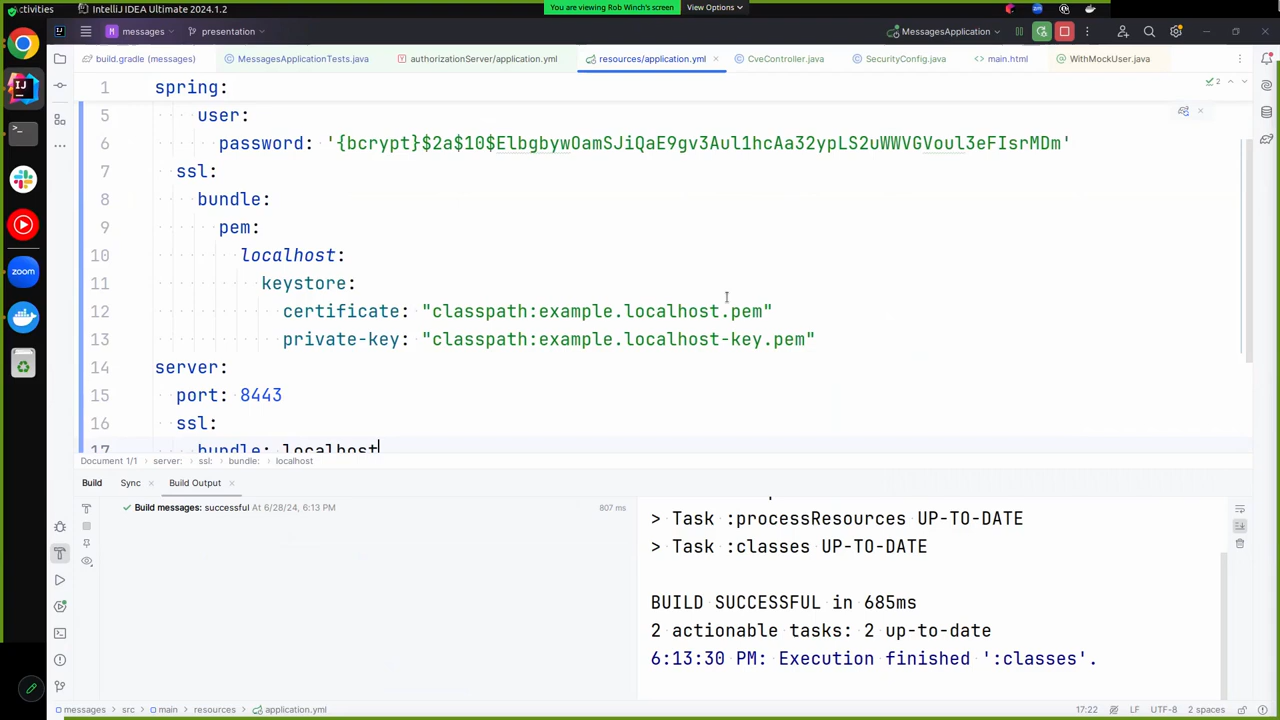 ctivities
IntelliJ IDEA Ultimate 2024.1.2
You are viewing Rob Winch's screen
View Options
M messages
presentation
MessagesApplication
build.gradle (messages)
MessagesApplicationTests.java
authorizationServer/application.yml
resources/application.yml
CveController.java
SecurityConfig.java
main.html
WithMockUser.java
1 spring:
2
5 user:
6 password: '{bcrypt}$2a$10$ElbgbywOamSJiQaE9gv3Aul1hcAa32ypLS2uWWVGVoul3eFIsrMDm'
7 ssl:
8 bundle:
9 pem:
10 localhost:
11 keystore:
12 certificate: "classpath:example.localhost.pem"
13 private-key: "classpath:example.localhost-key.pem"
14 server:
15 port: 8443
16 ssl:
17 bundle: localhost
Document 1/1 server: ssl: bundle: localhost
Build
Sync
Build Output
Build messages: successful At 6/28/24, 6:13 PM
807 ms
> Task :processResources UP-TO-DATE
> Task :classes UP-TO-DATE
BUILD SUCCESSFUL in 685ms
2 actionable tasks: 2 up-to-date
6:13:30 PM: Execution finished ':classes'.
zoom
messages
src
main
resources
application.yml
17:22
LF
UTF-8
2 spaces